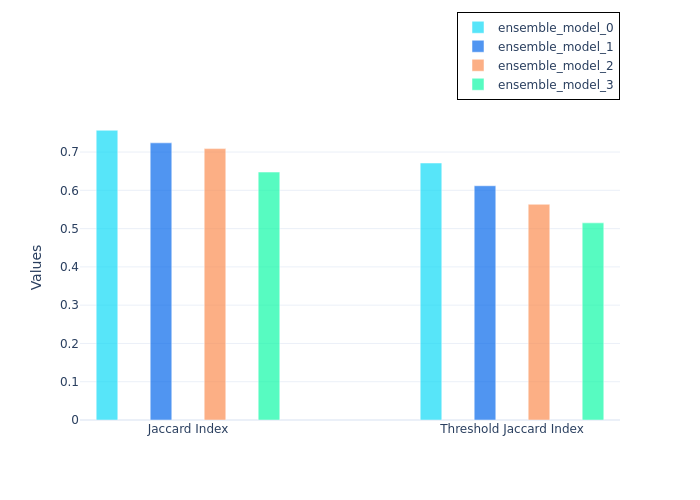 ensemble_model_0
ensemble_model_1
ensemble_model_2
ensemble_model_3
Values
0.7
0.6
0.5
0.4
0.3
0.2
0.1
0
Jaccard Index
Threshold Jaccard Index